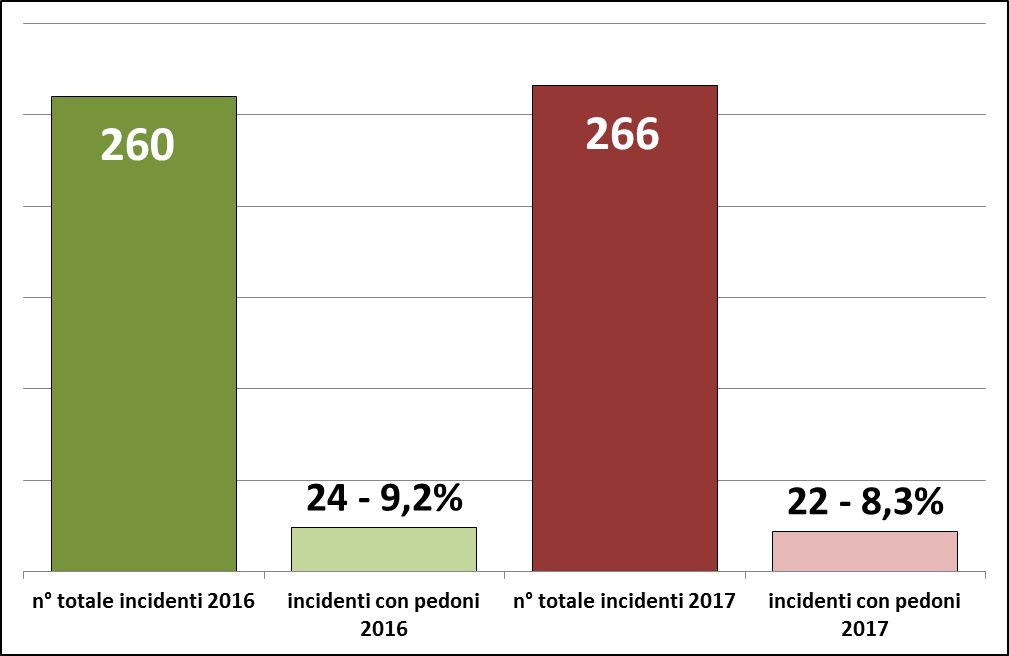 260
266
24 - 9,2%
22 - 8,3%
n° totale incidenti 2016
incidenti con pedoni
2016
n° totale incidenti 2017
incidenti con pedoni
2017